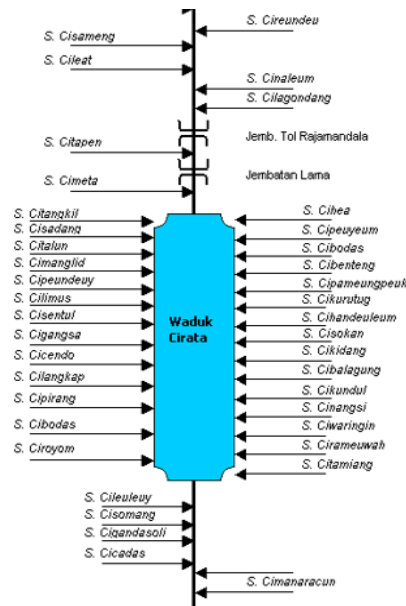 S. Cireundeu
S. Cisameng
S. Cileat
S. Cinaleum
S. Cilagondang
Jemb. Tol Rajamandala
S. Citapen
Jembatan Lama
S. Cimeta
S. Citangkil
S. Cisadang
S. Citalun
S. Cimanglid
S. Cipeundeuy
S. Cilimus
S. Cisentul
S. Cigangsa
S. Cicendo
S. Cilangkap
S. Cipirang
S. Cibodas
S. Ciroyom
Waduk
Cirata
S. Cihea
S. Cipeuyeum
S. Cibodas
S. Cibenteng
S. Cipameungpeuk
S. Cikurutug
S. Cihandeuleum
S. Cisokan
S. Cikidang
S. Cibalagung
S. Cikundul
S. Cinangsi
S. Ciwaringin
S. Cirameuwah
S. Citamiang
S. Cileuleuy
S. Cisomang
S. Cigandasoli
S. Cicadas
S. Cimanaracun